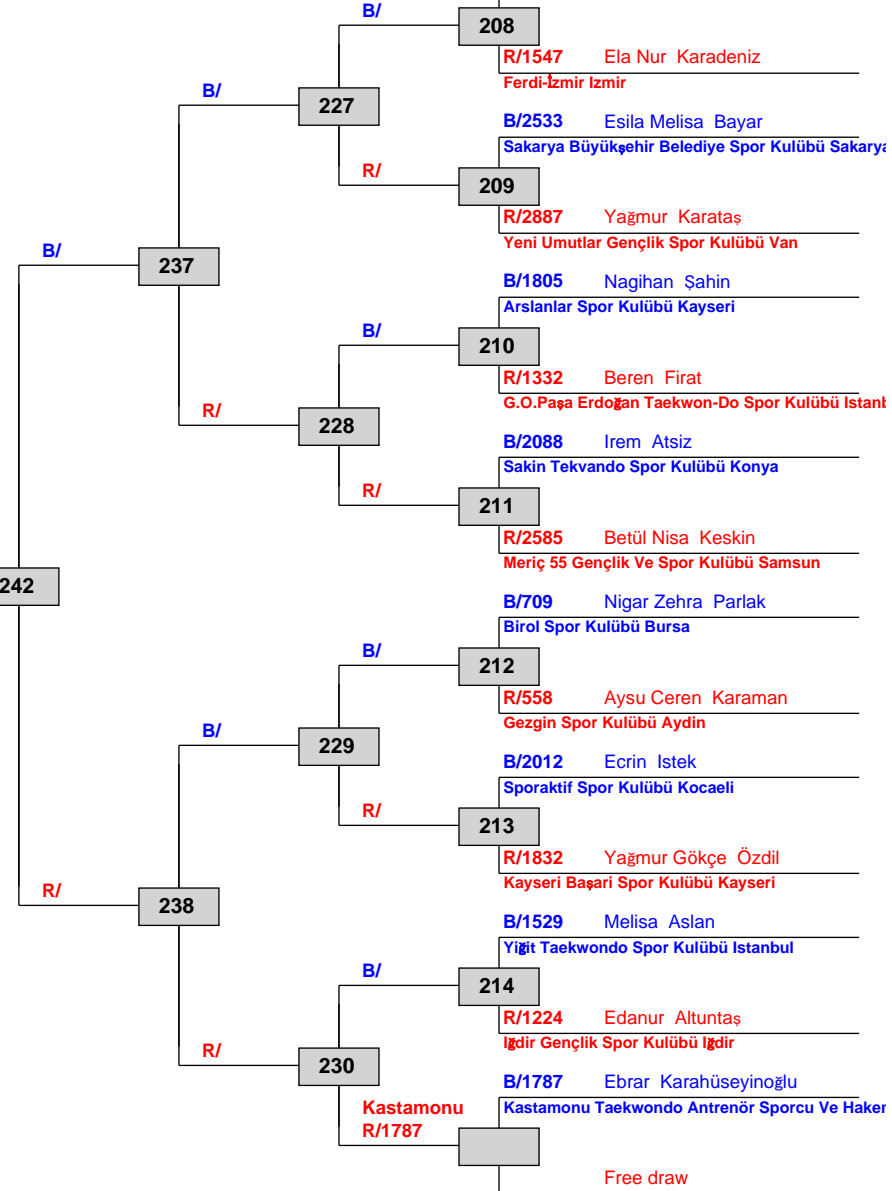 B/
208
R/1547 Ela Nur Karadeniz
Ferdi-İzmir Izmir
B/
227
B/2533 Esila Melisa Bayar
Sakarya Büyükşehir Belediye Spor Kulübü Sakarya
R/
209
R/2887 Yağmur Karataş
Yeni Umutlar Gençlik Spor Kulübü Van
B/
237
B/1805 Nagihan Şahin
Arslanlar Spor Kulübü Kayseri
B/
210
R/1332 Beren Firat
G.O.Paşa Erdoğan Taekwon-Do Spor Kulübü Istanb
R/
228
B/2088 Irem Atsiz
Sakin Tekvando Spor Kulübü Konya
R/
211
R/2585 Betül Nisa Keskin
Meriç 55 Gençlik Ve Spor Kulübü Samsun
242
B/709 Nigar Zehra Parlak
Birol Spor Kulübü Bursa
B/
212
R/558 Aysu Ceren Karaman
Gezgin Spor Kulübü Aydin
B/
229
B/2012 Ecrin Istek
Sporaktif Spor Kulübü Kocaeli
R/
213
R/1832 Yağmur Gökçe Özdil
Kayseri Başari Spor Kulübü Kayseri
R/
238
B/1529 Melisa Aslan
Yiğit Taekwondo Spor Kulübü Istanbul
B/
214
R/1224 Edanur Altuntaş
Iğdir Gençlik Spor Kulübü Iğdir
R/
230
B/1787 Ebrar Karahüseyinoğlu
Kastamonu Taekwondo Antrenör Sporcu Ve Haken
Kastamonu
R/1787
Free draw